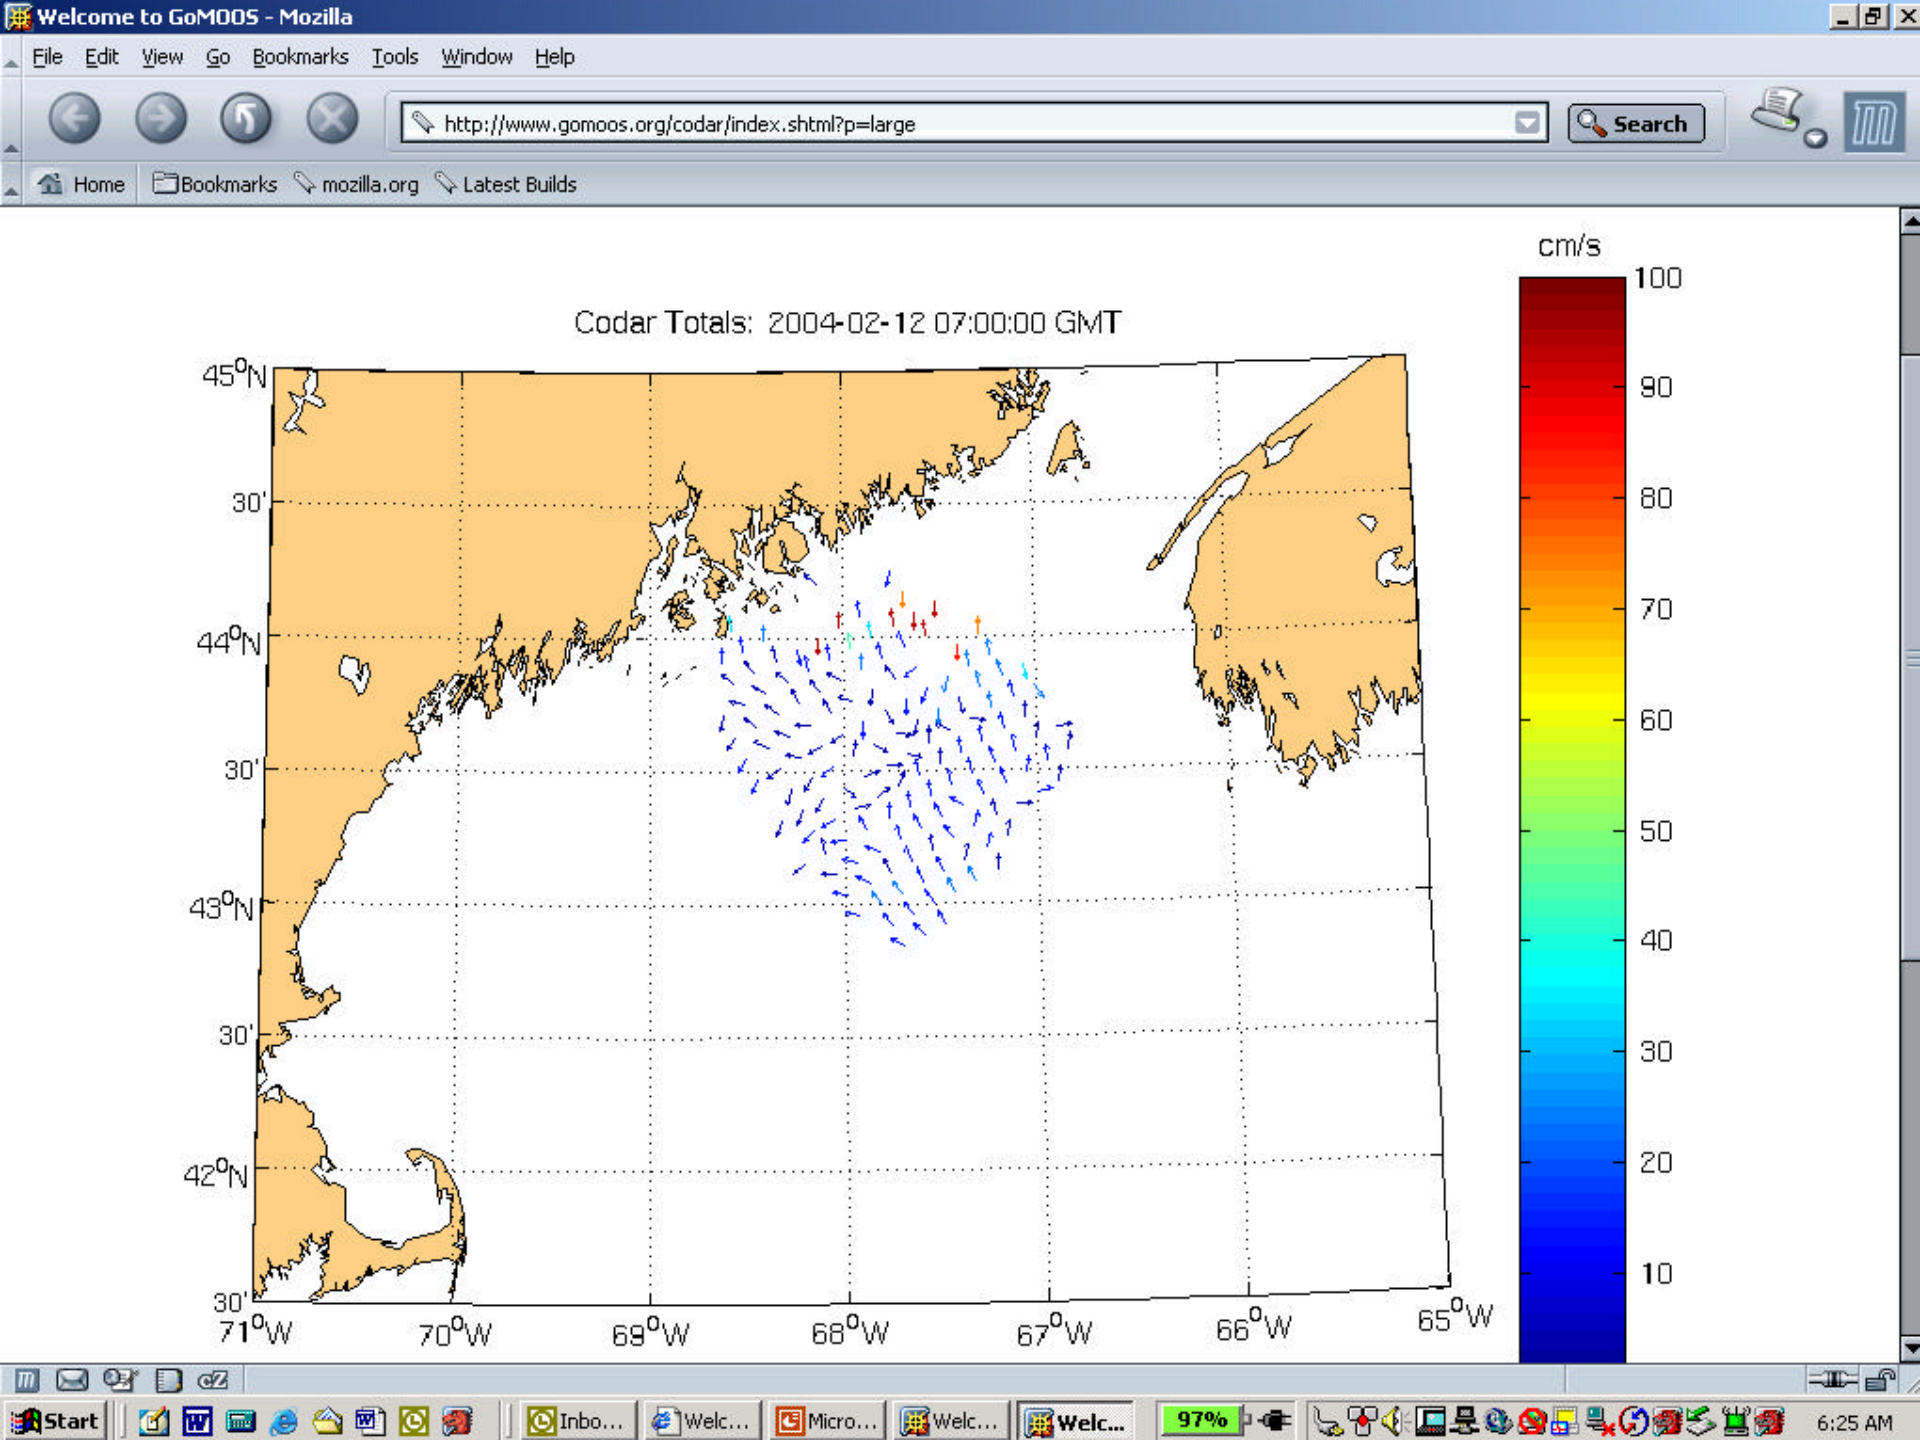 Welcome to GoMOOS - Mozilla
File Edit View Go Bookmarks Tools Window Help
http://www.gomoos.org/codar/index.shtml?p=large
Search
Home Bookmarks mozilla.org Latest Builds
cm/s
Codar Totals: 2004-02-12 07:00:00 GMT
100
90
80
70
60
50
40
30
20
10
45°N
30'
44°N
30'
43°N
30'
42°N
30'
71°W 70°W 69°W 68°W 67°W 66°W 65°W
Start Inbo... Welc... Micro... Welc... Welc... 97% 6:25 AM